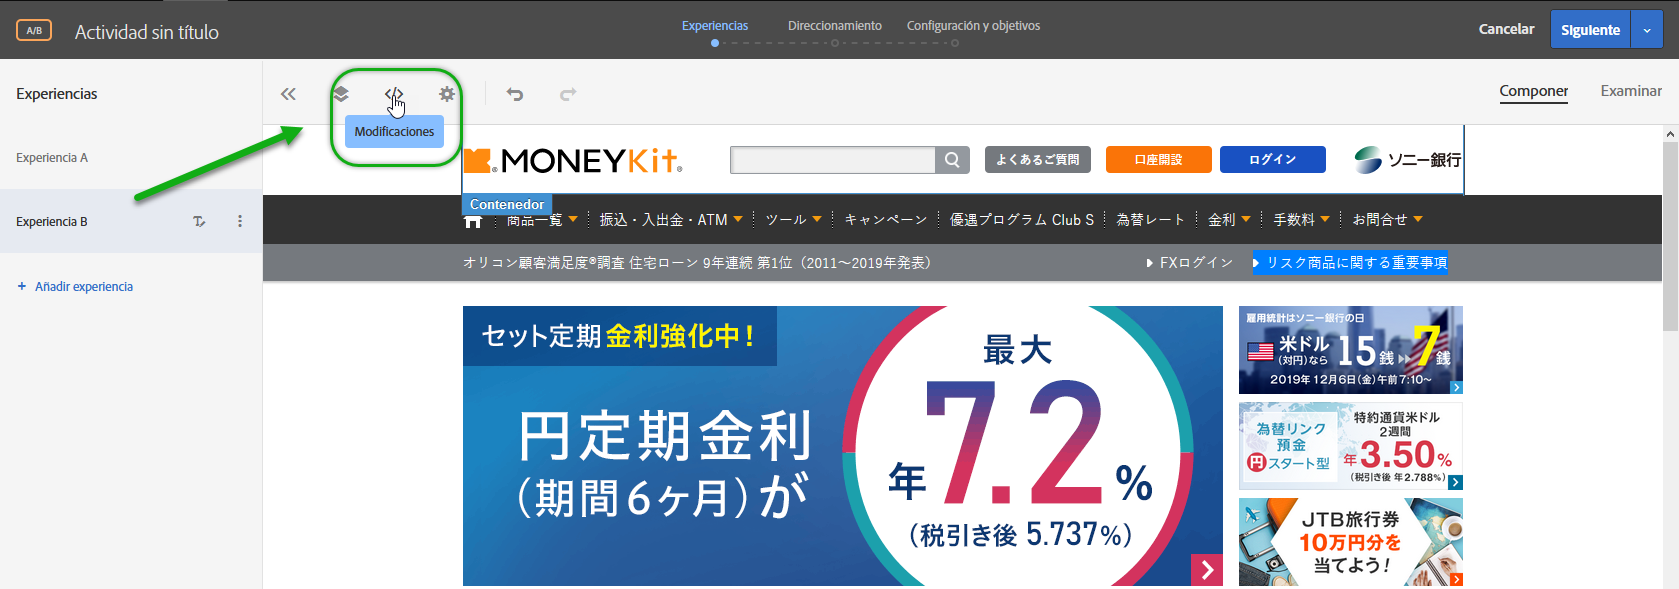 A/B
Actividad sin título
Experiencias
Direccionamiento
Configuración y objetivos
Cancelar
Siguiente
Experiencias
Componer
Examinar
Modificaciones
Experiencia A
Experiencia B
+ Añadir experiencia
MONEYKit
よくあるご質問
口座開設
ログイン
ソニー銀行
Contenedor
商品一覧
振込・入出金・ATM
ツール
キャンペーン
優遇プログラム Club S
為替レート
金利
手数料
お問合せ
オリコン顧客満足度®調査 住宅ローン 9年連続 第1位（2011～2019年発表）
FXログイン
リスク商品に関する重要事項
セット定期 金利強化中！
円定期金利
（期間6ヶ月）が
最大
年7.2%
（税引き後 5.737%）
雇用統計はソニー銀行の日
米ドル
（対円）なら
15銭
7銭
2019年12月6日(金)午前7:10～
為替リンク
預金
円スタート型
特約通貨米ドル
2週間
年3.50%
（税引き後 年2.788%）
JTB旅行券
10万円分を
当てよう！